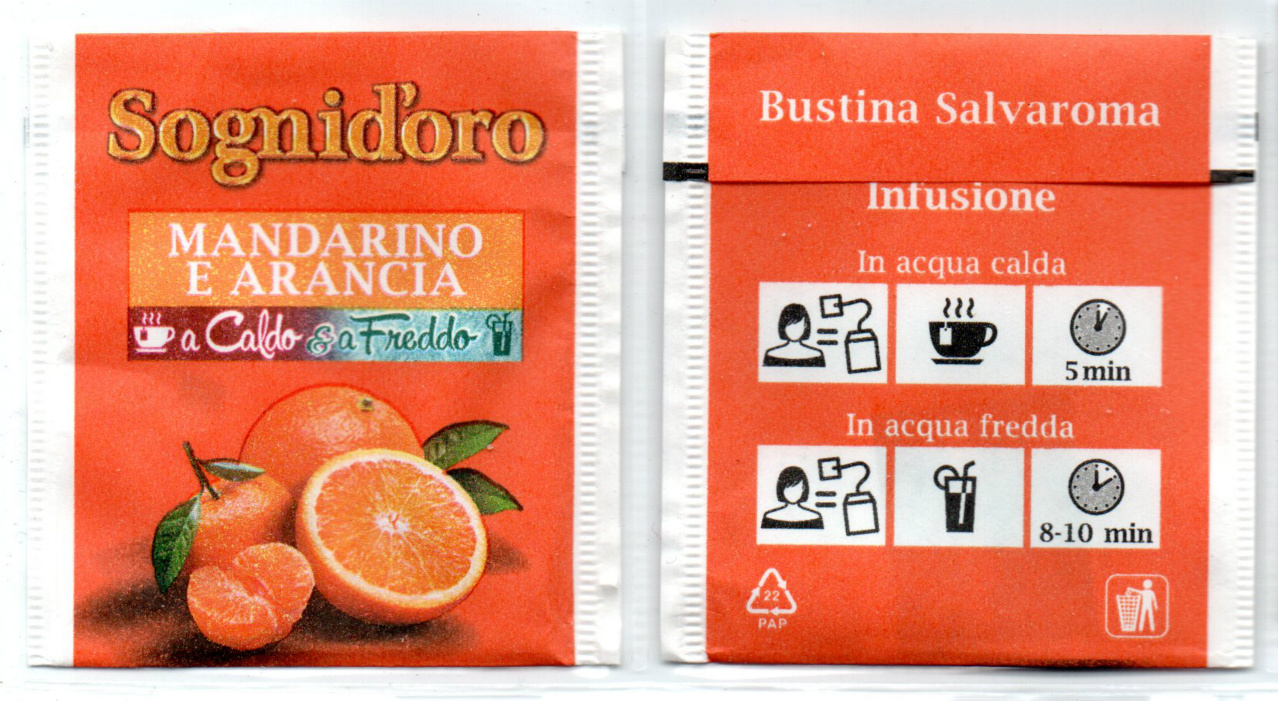 Sognid'oro
MANDARINO
E ARANCIA
a Caldo & a Freddo
Bustina Salvaroma
Infusione
In acqua calda
5 min
In acqua fredda
8-10 min
22
PAP